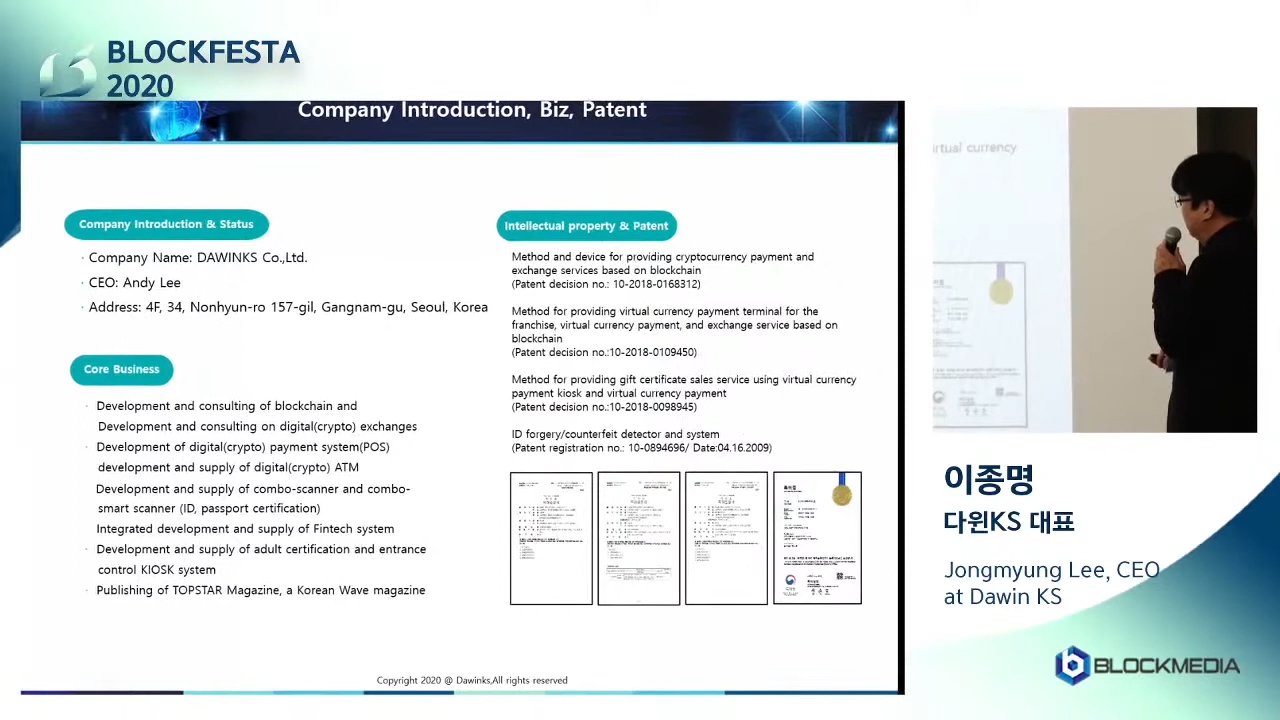 BLOCKFESTA
2020
Company Introduction, Biz, Patent
Company Introduction & Status
· Company Name: DAWINKS Co.,Ltd.
· CEO: Andy Lee
· Address: 4F, 34, Nonhyun-ro 157-gil, Gangnam-gu, Seoul, Korea
Core Business
· Development and consulting of blockchain and
Development and consulting on digital(crypto) exchanges
· Development of digital(crypto) payment system(POS)
development and supply of digital(crypto) ATM
Development and supply of combo-scanner and combo-
smart scanner (ID, passport certification)
Integrated development and supply of Fintech system
· Development and supply of adult certification and entrance
control KIOSK system
· Publishing of TOPSTAR Magazine, a Korean Wave magazine
Intellectual property & Patent
Method and device for providing cryptocurrency payment and
exchange services based on blockchain
(Patent decision no.: 10-2018-0168312)
Method for providing virtual currency payment terminal for the
franchise, virtual currency payment, and exchange service based on
blockchain
(Patent decision no.:10-2018-0109450)
Method for providing gift certificate sales service using virtual currency
payment kiosk and virtual currency payment
(Patent decision no.:10-2018-0098945)
ID forgery/counterfeit detector and system
(Patent registration no.: 10-0894696/ Date:04.16.2009)
Copyright 2020 @ Dawinks,All rights reserved
virtual currency
이종명
다윈KS 대표
Jongmyung Lee, CEO
at Dawin KS
BLOCKMEDIA